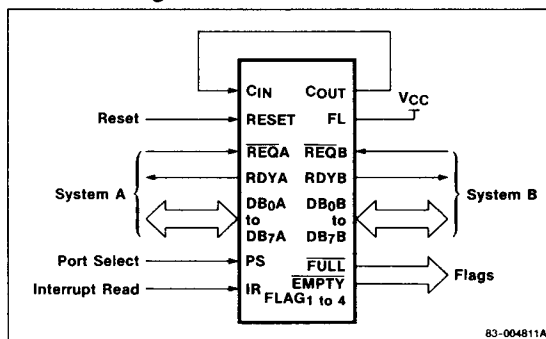 CIN COUT
VCC
Reset RESET FL
REQA REQB
RDYA RDYB
System A System B
DB0A DB0B
to to
DB7A DB7B
Port Select PS FULL
Flags
EMPTY
Interrupt Read IR
FLAG1 to 4
83-004811A